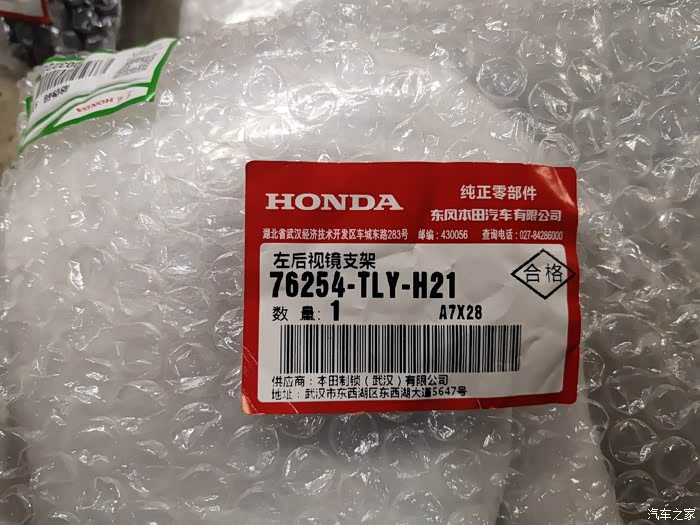 HONDA
HONDA
纯正零部件
东风本田汽车有限公司
湖北省武汉经济技术开发区车城东路283号 邮编:430056 查询电话:027-84286000
左后视镜支架
76254-TLY-H21
合格
数 量:1 A7X28
供应商:本田制锁(武汉)有限公司
地址:武汉市东西湖区东西湖大道5647号
汽车之家